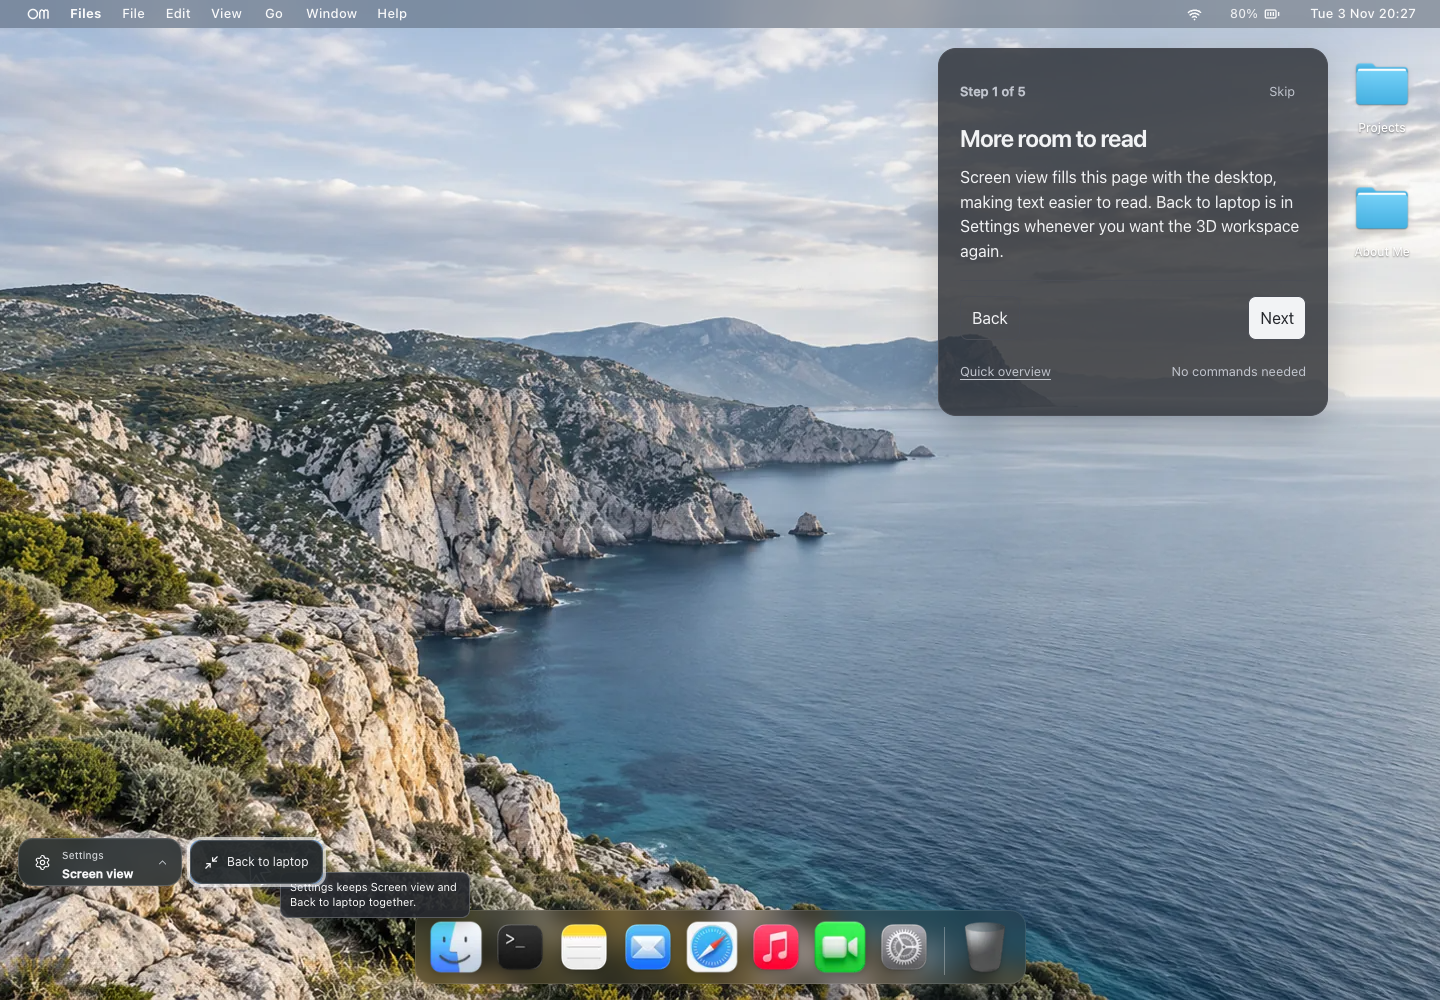 OM Files File Edit View Go Window Help 80% Tue 3 Nov 20:27
Step 1 of 5 Skip
More room to read
Screen view fills this page with the desktop,
making text easier to read. Back to laptop is in
Settings whenever you want the 3D workspace
again.
Back Next
Quick overview No commands needed
Projects
About Me
Settings
Screen view
Back to laptop
Settings keeps Screen view and
Back to laptop together.
>_